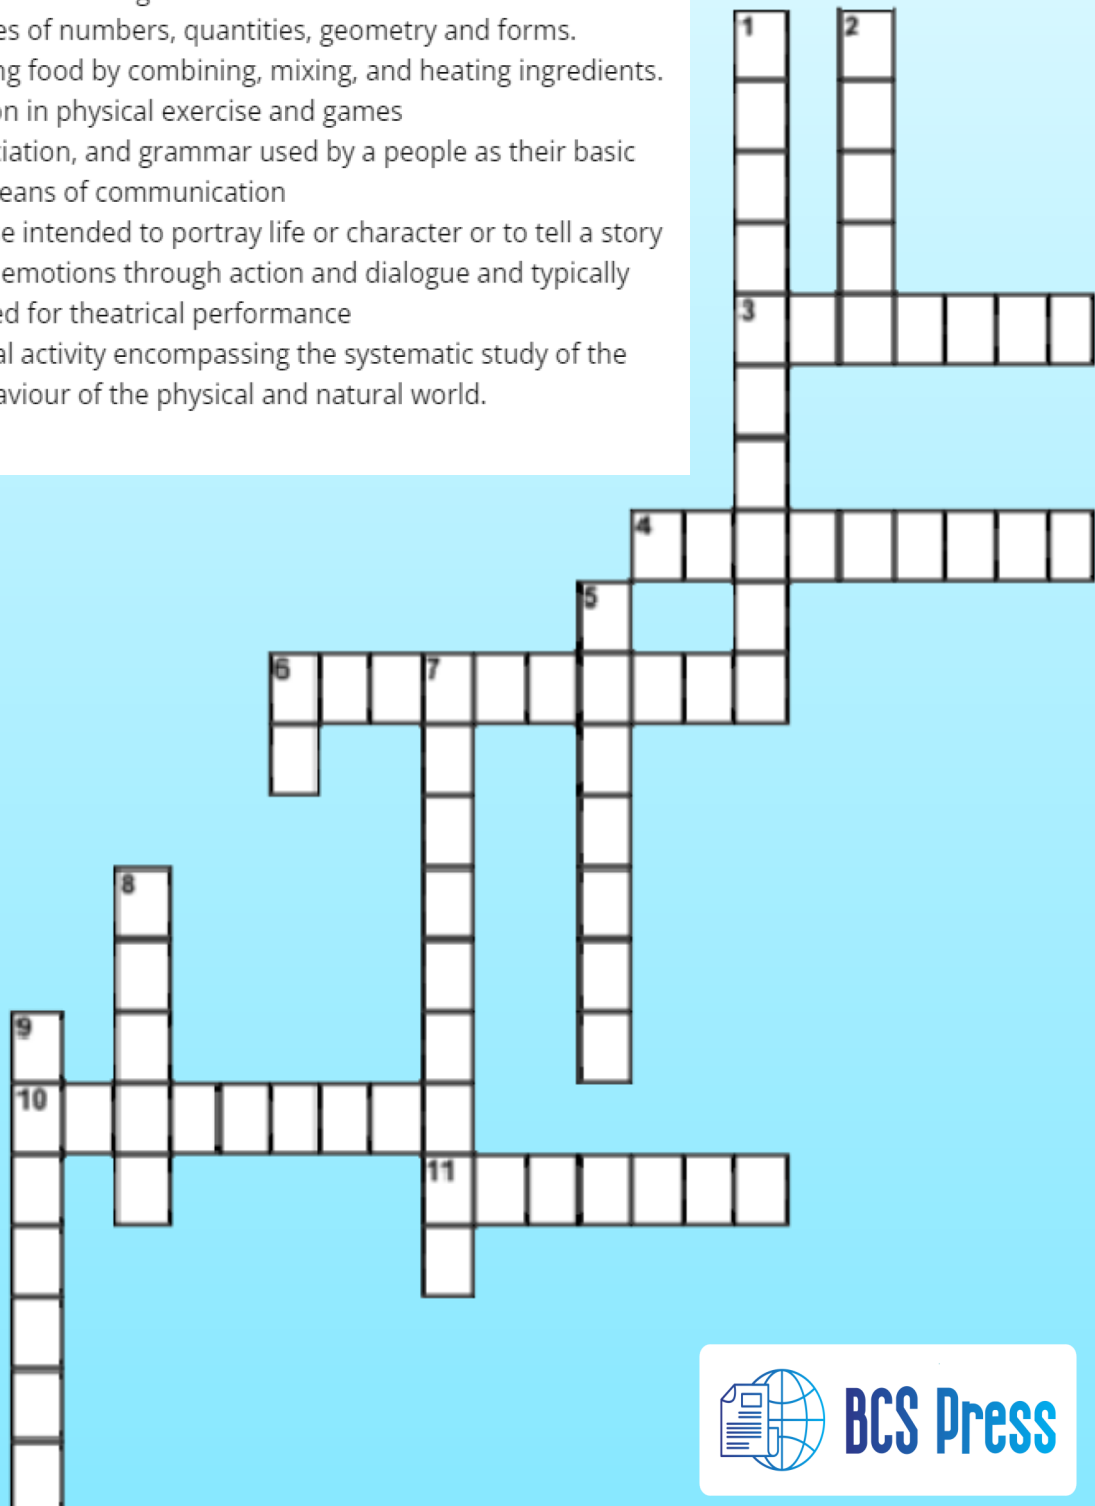 es of numbers, quantities, geometry and forms.
ng food by combining, mixing, and heating ingredients.
on in physical exercise and games
iation, and grammar used by a people as their basic
eans of communication
e intended to portray life or character or to tell a story
emotions through action and dialogue and typically
ed for theatrical performance
al activity encompassing the systematic study of the
aviour of the physical and natural world.
1 2
3
4
5
6 7
8
9
10
11
BCS Press